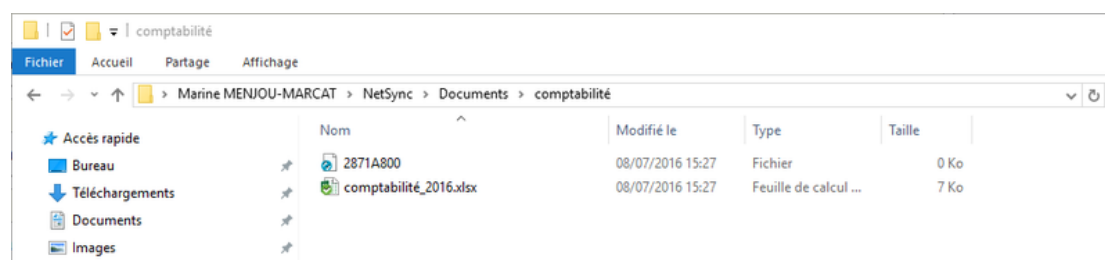 comptabilité
Fichier Accueil Partage Affichage
> Marine MENJOU-MARCAT > NetSync > Documents > comptabilité
Accès rapide
Bureau
Téléchargements
Documents
Images
Nom Modifié le Type Taille
2871A800 08/07/2016 15:27 Fichier 0 Ko
comptabilité_2016.xlsx 08/07/2016 15:27 Feuille de calcul ... 7 Ko